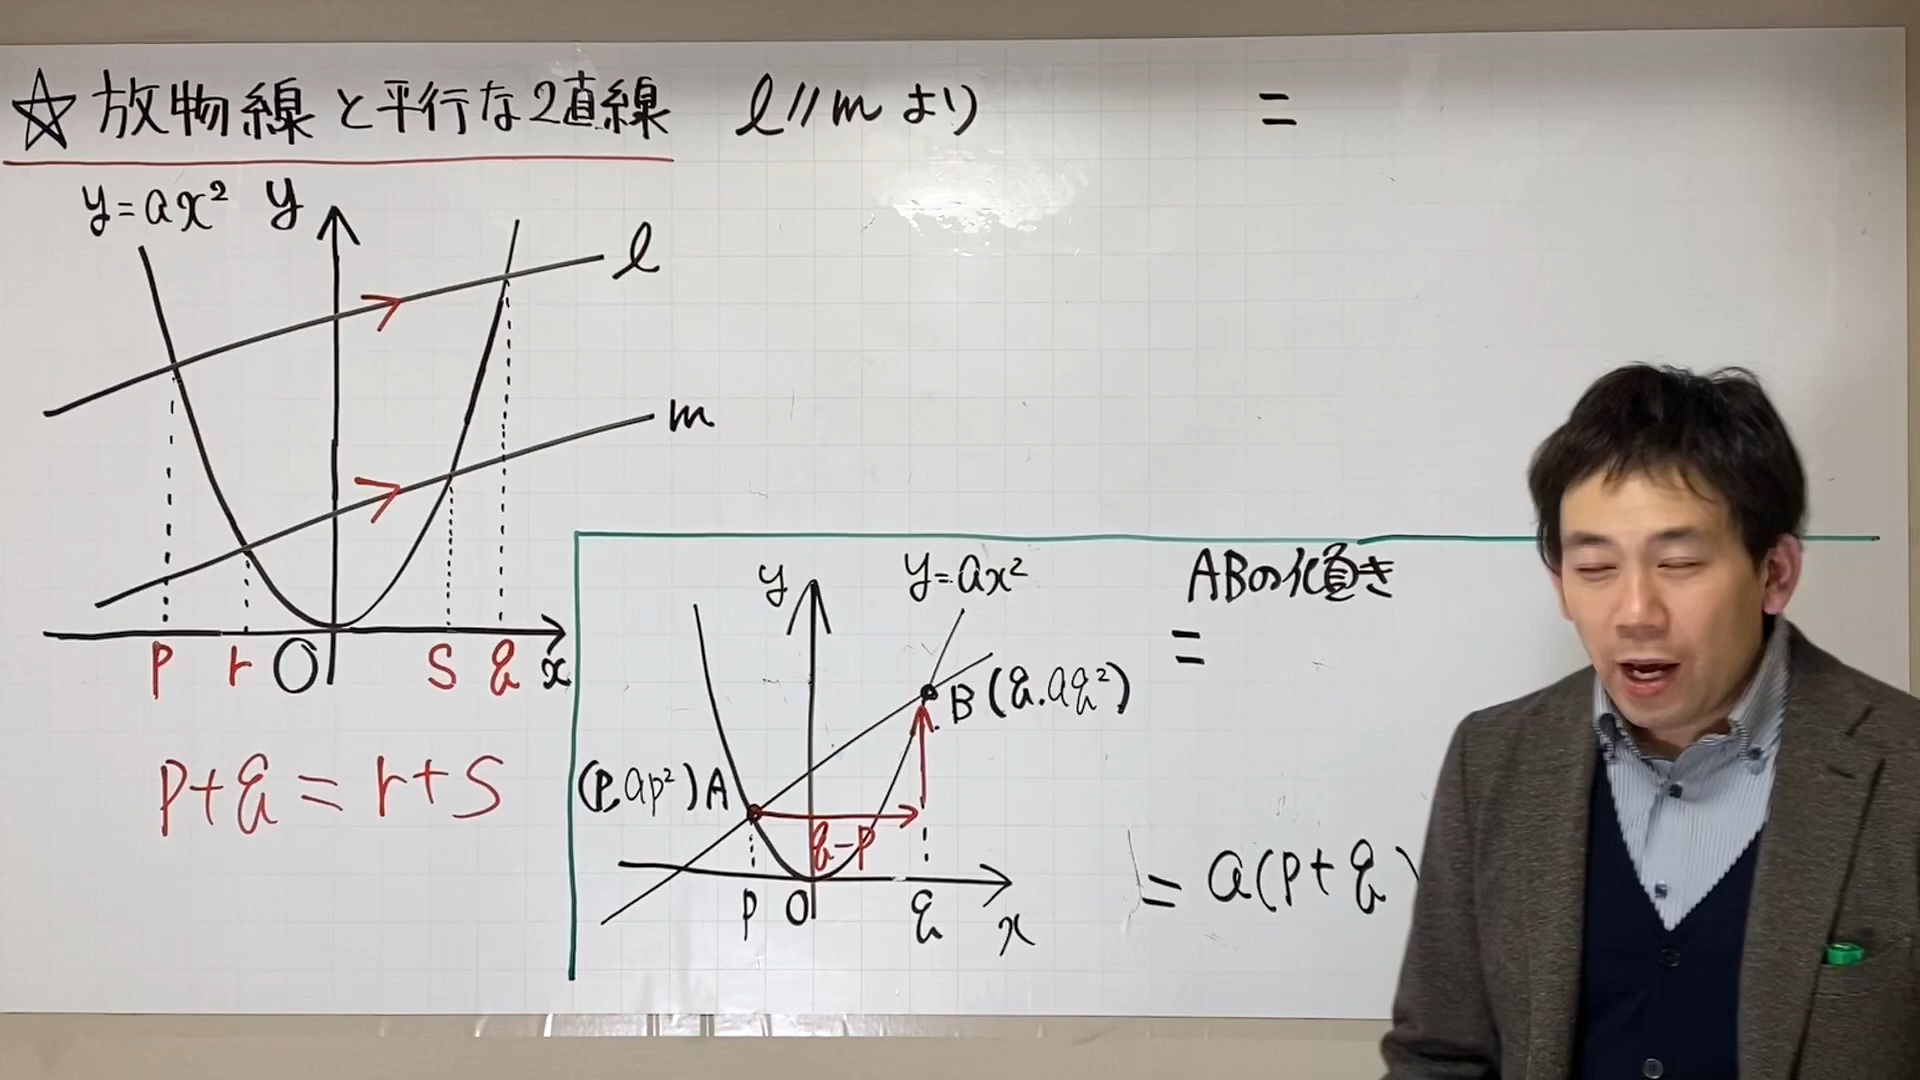 ☆放物線と平行な2直線
l//mより
=
y=ax²
y
l
m
p r O s q x
p+q=r+s
y
y=ax²
B(q.aq²)
(p,ap²)A
q-p
p O q x
ABの傾き
=
=a(p+q)